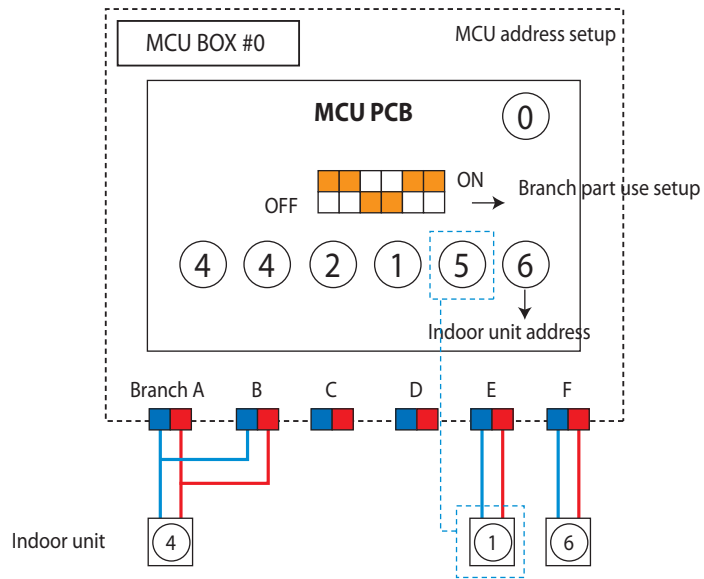 MCU BOX #0
MCU address setup
MCU PCB
0
ON
OFF
Branch part use setup
4 4 2 1 5 6
Indoor unit address
Branch A B C D E F
Indoor unit
4 1 6